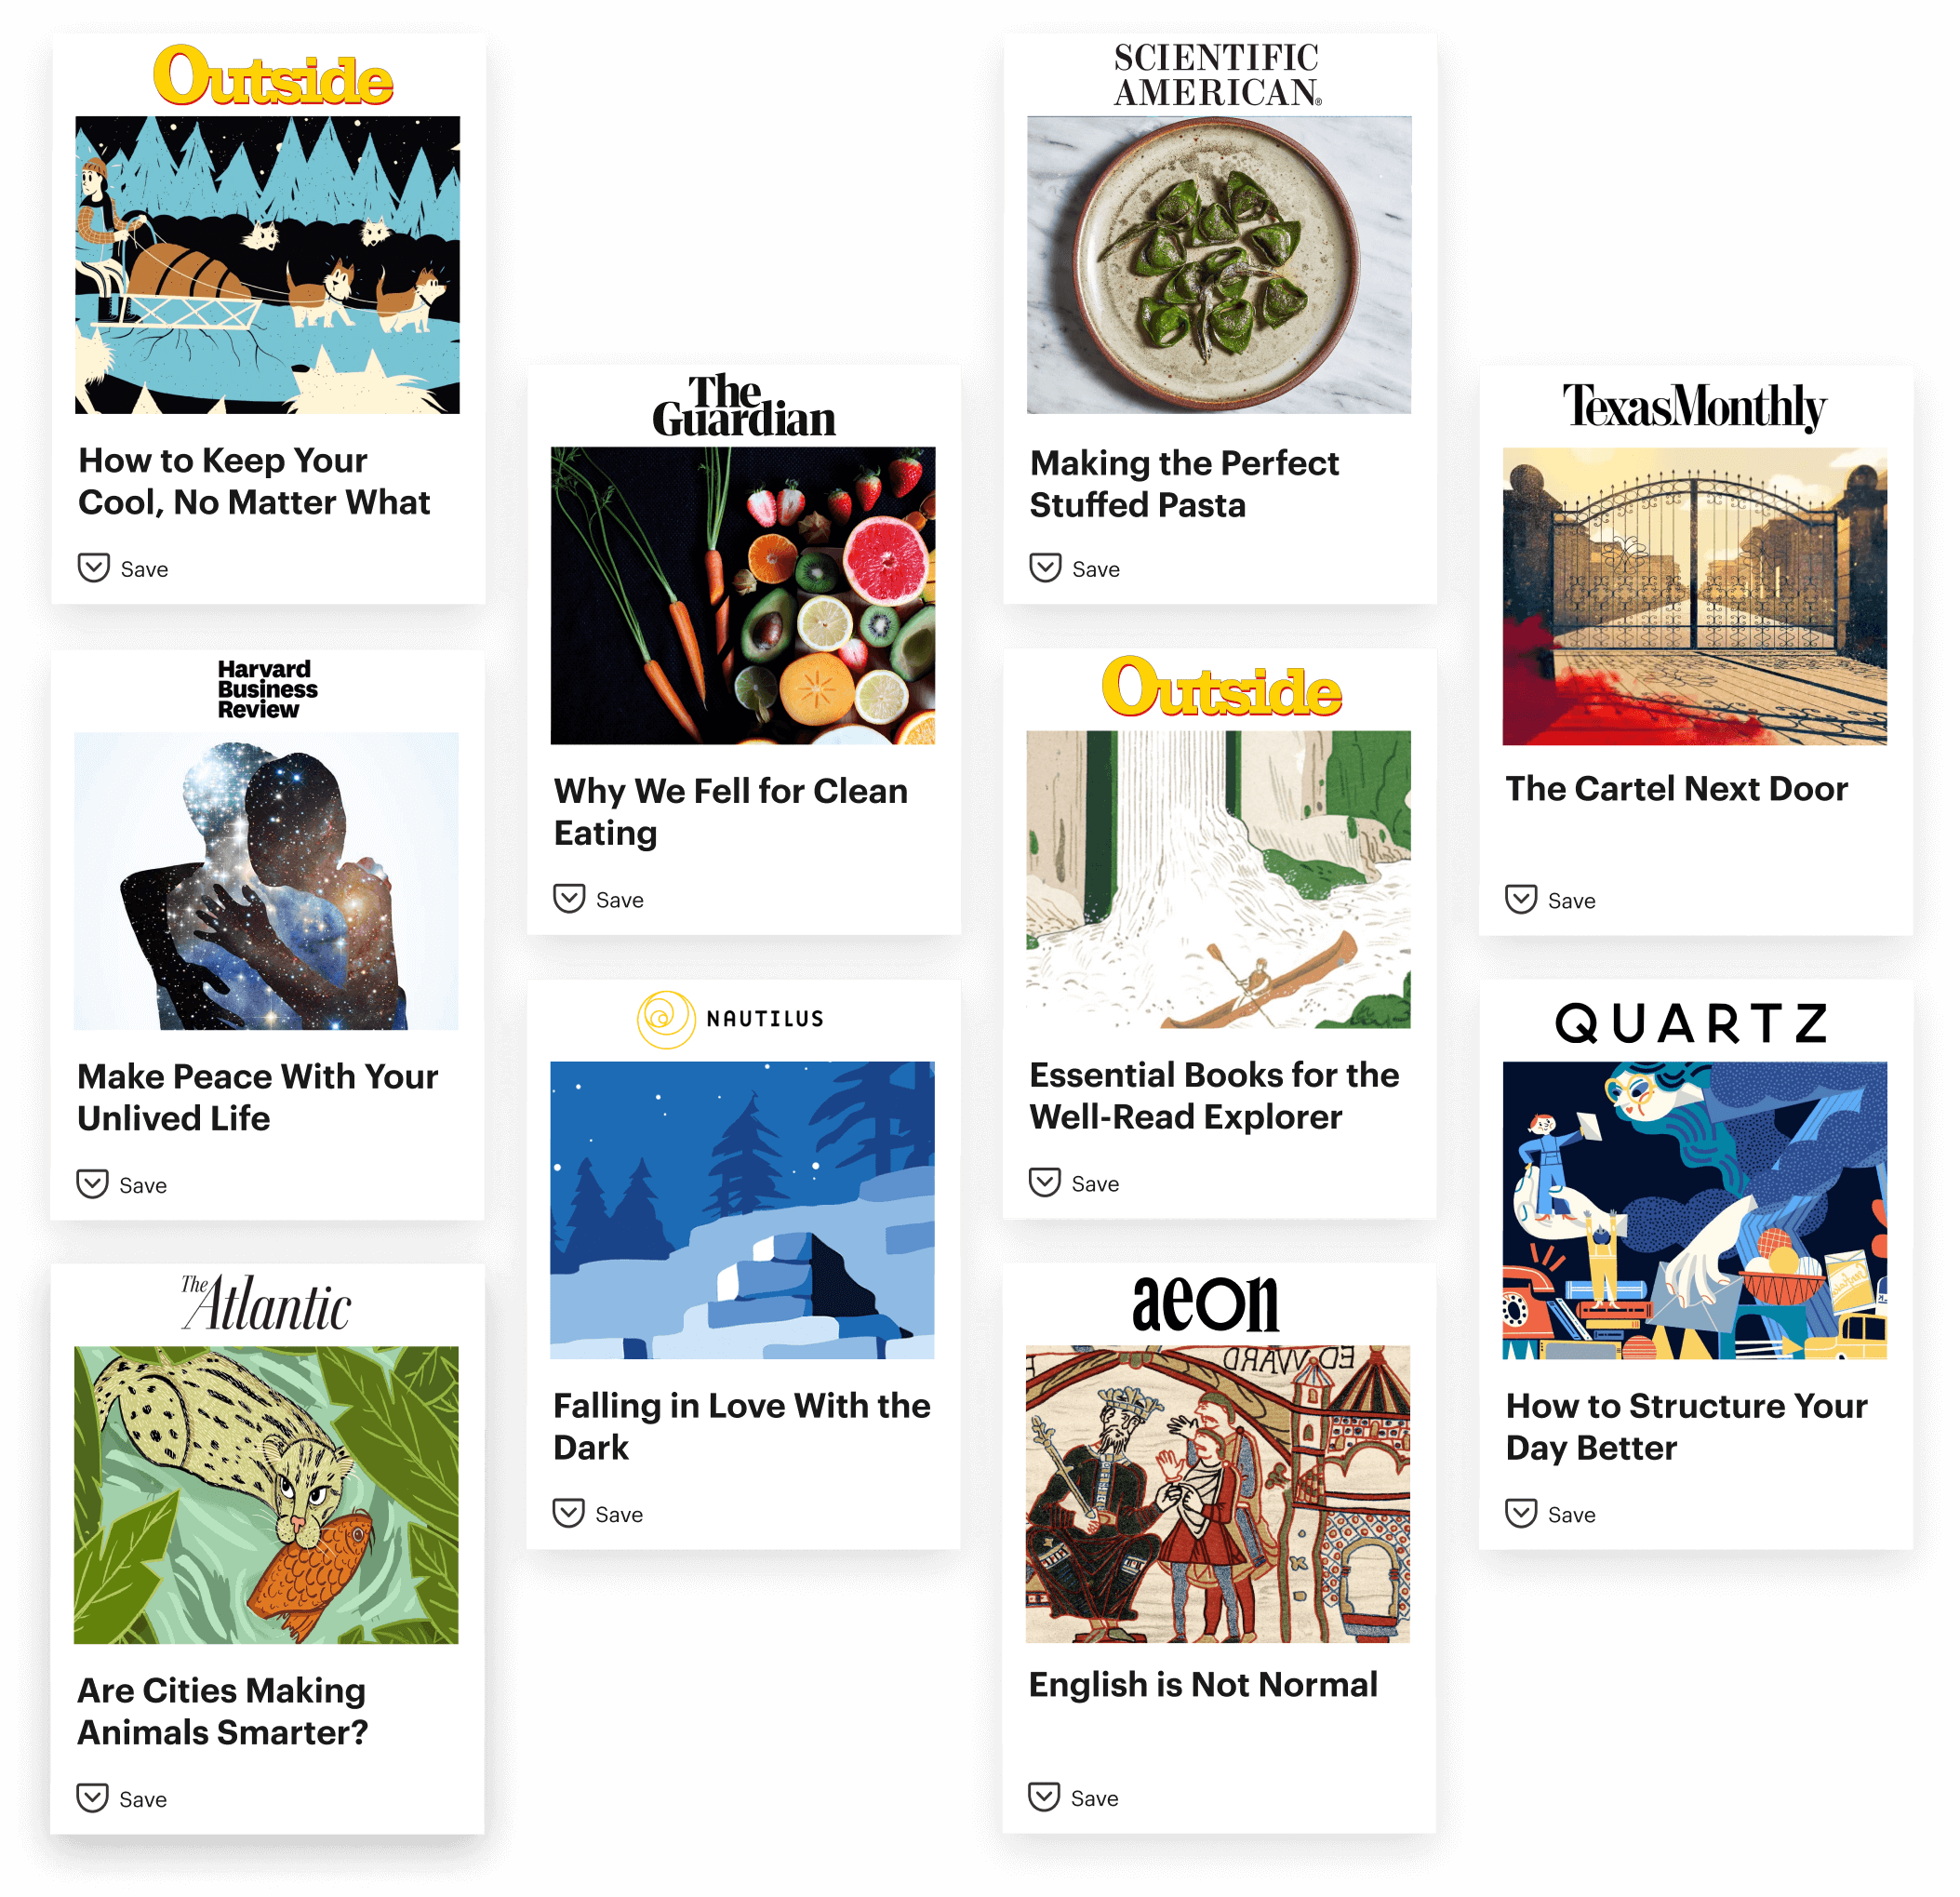 Outside
How to Keep Your
Cool, No Matter What
Save
Harvard
Business
Review
Make Peace With Your
Unlived Life
Save
The
Atlantic
Are Cities Making
Animals Smarter?
Save
The
Guardian
Why We Fell for Clean
Eating
Save
NAUTILUS
Falling in Love With the
Dark
Save
SCIENTIFIC
AMERICAN®
Making the Perfect
Stuffed Pasta
Save
Outside
Essential Books for the
Well-Read Explorer
Save
aeon
English is Not Normal
Save
TexasMonthly
The Cartel Next Door
Save
QUARTZ
How to Structure Your
Day Better
Save